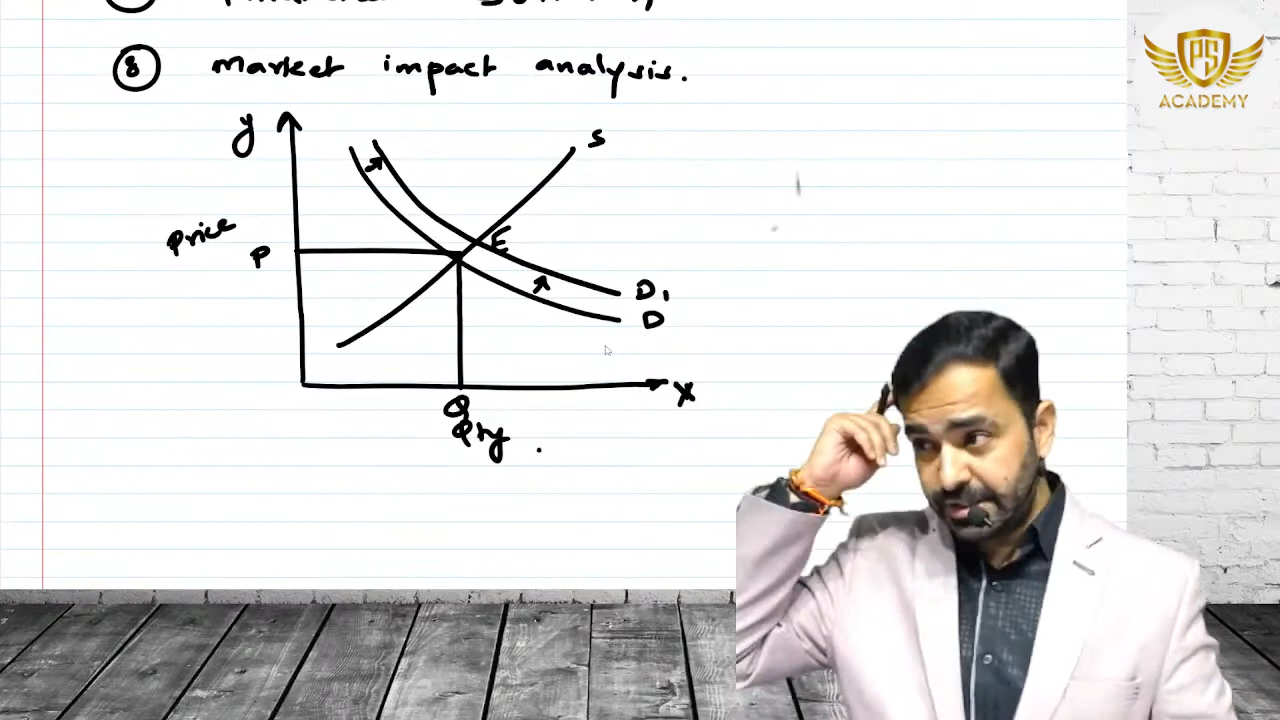 ⑧ market impact analysis.
PS
ACADEMY
y
S
Price
E
P
D1
D
x
Q
Qty.